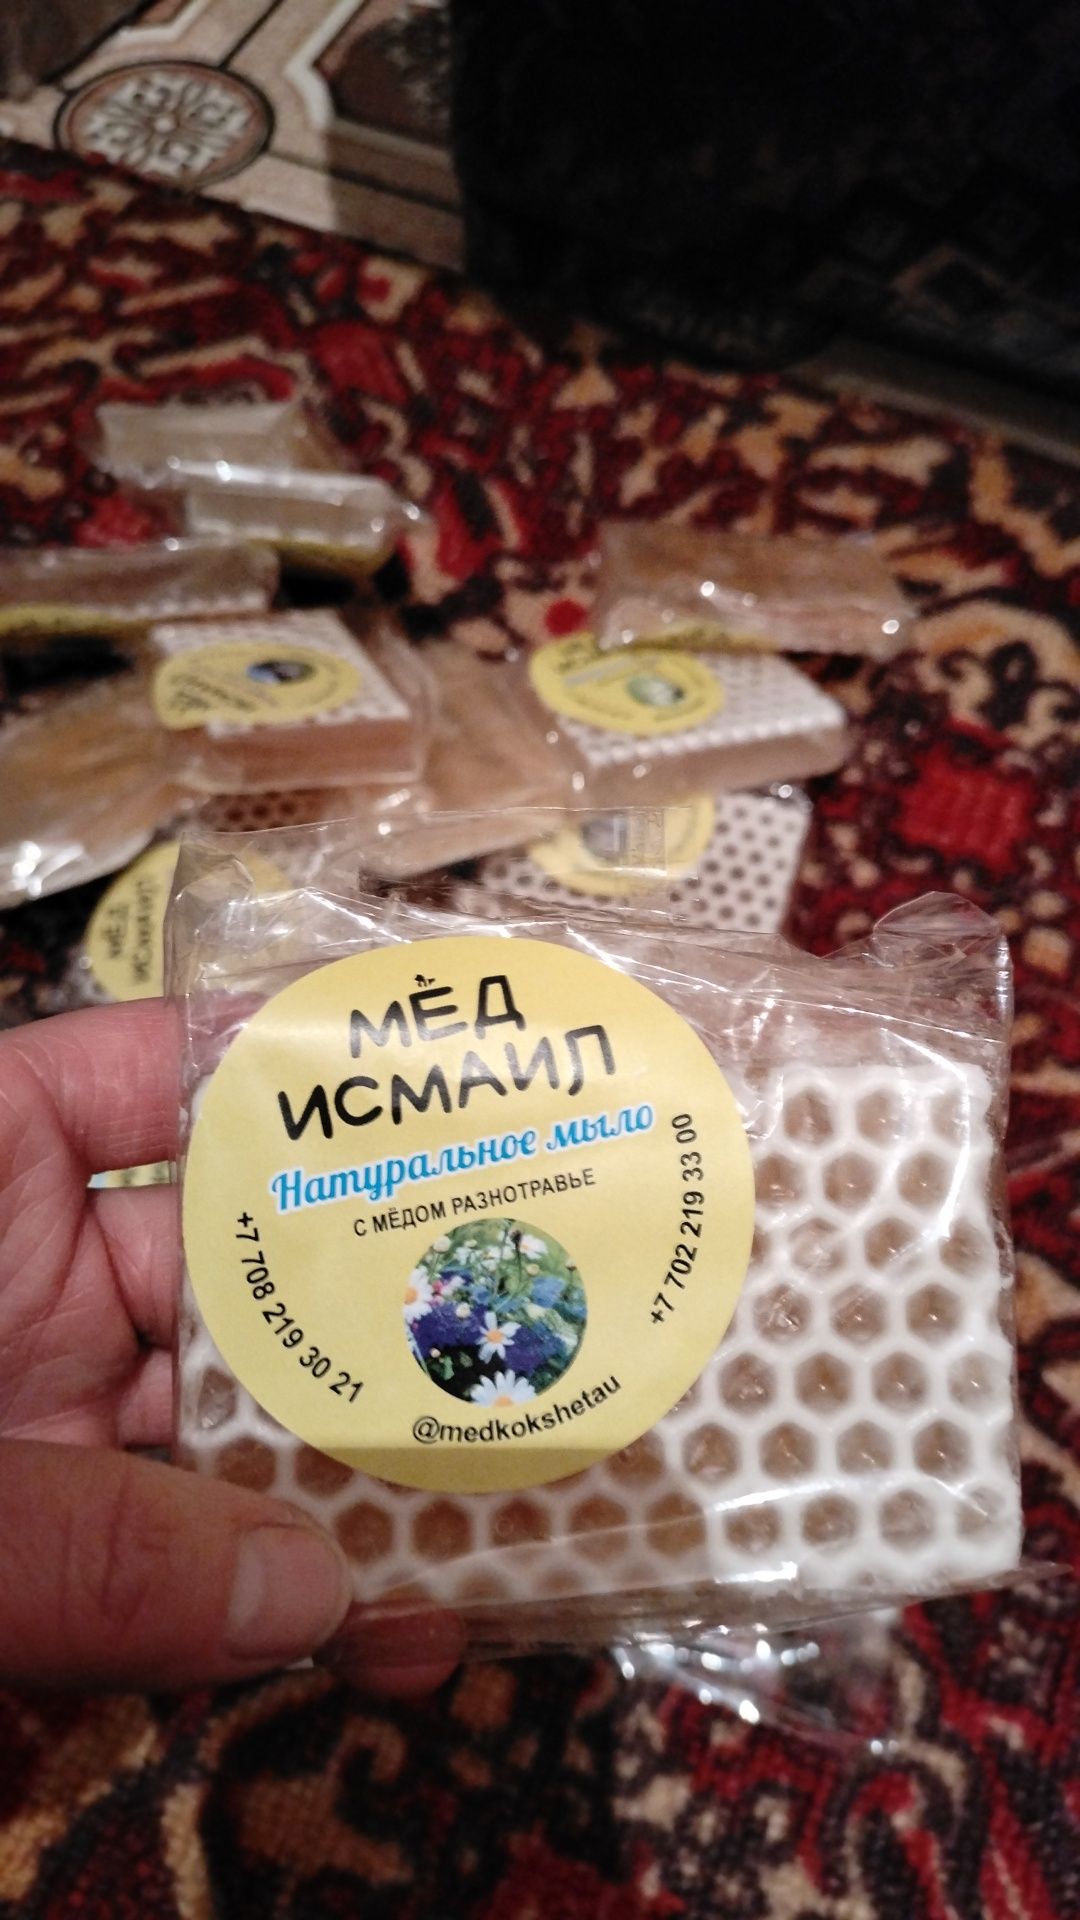 МЁД
ИСМАИЛ
Натуральное мыло
С МЁДОМ РАЗНОТРАВЬЕ
+7 708 219 30 21
+7 702 219 33 00
@medkokshetau
МЁД
ИСМАИЛ